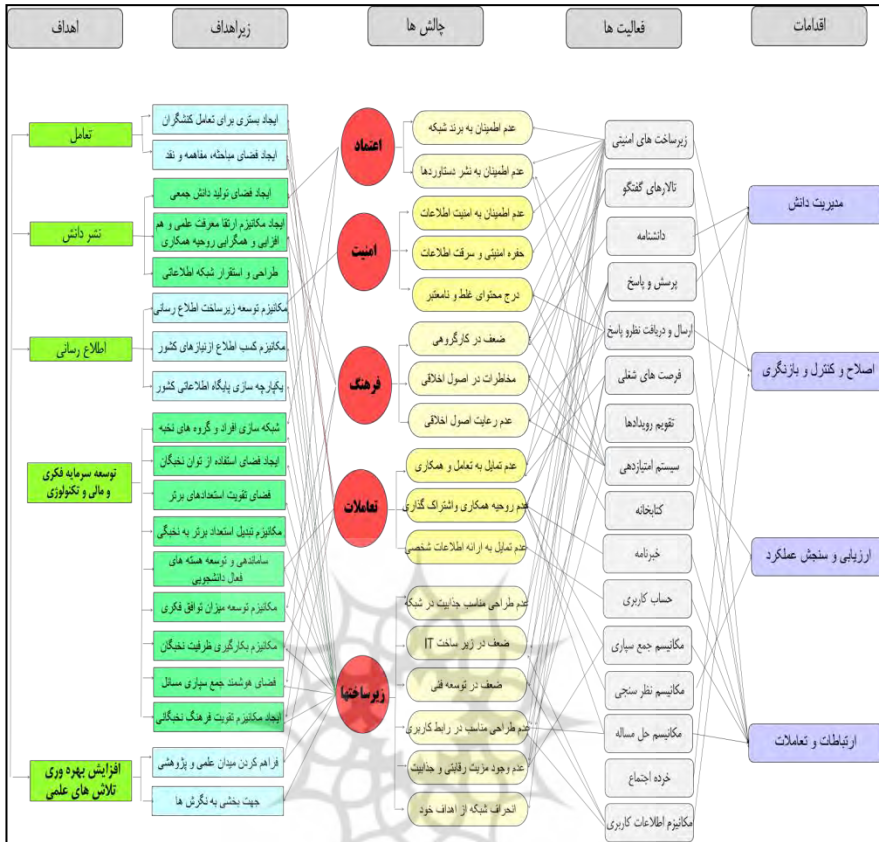 اهداف
زیراهداف
چالش ها
فعالیت ها
اقدامات
تعامل
نشر دانش
اطلاع رسانی
توسعه سرمایه فکری
و مالی و تکنولوژی
افزایش بهره وری
تلاش های علمی
ایجاد بستری برای تعامل کنشگران
ایجاد فضای مباحثه، مفاهمه و نقد
ایجاد فضای تولید دانش جمعی
ایجاد مکانیزم ارتقا معرفت علمی و هم
افزایی و همگرایی روحیه همکاری
طراحی و استقرار شبکه اطلاعاتی
مکانیزم توسعه زیرساخت اطلاع رسانی
مکانیزم کسب اطلاع ازنیازهای کشور
یکپارچه سازی پایگاه اطلاعاتی کشور
شبکه سازی افراد و گروه های نخبه
ایجاد فضای استفاده از توان نخبگان
فضای تقویت استعدادهای برتر
مکانیزم تبدیل استعداد برتر به نخبگی
ساماندهی و توسعه هسته های
فعال دانشجویی
مکانیزم توسعه میزان توافق فکری
مکانیزم بکارگیری ظرفیت نخبگان
فضای هوشمند جمع سپاری مسائل
ایجاد مکانیزم تقویت فرهنگ نخبگانی
فراهم کردن میدان علمی و پژوهشی
جهت بخشی به نگرش ها
اعتماد
امنیت
فرهنگ
تعاملات
زیرساختها
عدم اطمینان به برند شبکه
عدم اطمینان به نشر دستاوردها
عدم اطمینان به امنیت اطلاعات
حفره امنیتی و سرقت اطلاعات
درج محتوای غلط و نامعتبر
ضعف در کارگروهی
مخاطرات در اصول اخلاقی
عدم رعایت اصول اخلاقی
عدم تمایل به تعامل و همکاری
عدم روحیه همکاری واشتراک گذاری
عدم تمایل به ارائه اطلاعات شخصی
عدم طراحی مناسب جذابیت در شبکه
ضعف در زیر ساخت IT
ضعف در توسعه فنی
عدم طراحی مناسب در رابط کاربری
عدم وجود مزیت رقابتی و جذابیت
انحراف شبکه از اهداف خود
زیرساخت های امنیتی
تالارهای گفتگو
دانشنامه
پرسش و پاسخ
ارسال و دریافت نظرو پاسخ
فرصت های شغلی
تقویم رویدادها
سیستم امتیازدهی
کتابخانه
خبرنامه
حساب کاربری
مکانیسم جمع سپاری
مکانیسم نظر سنجی
مکانیسم حل مساله
خرده اجتماع
مکانیزم اطلاعات کاربری
مدیریت دانش
اصلاح و کنترل و بازنگری
ارزیابی و سنجش عملکرد
ارتباطات و تعاملات